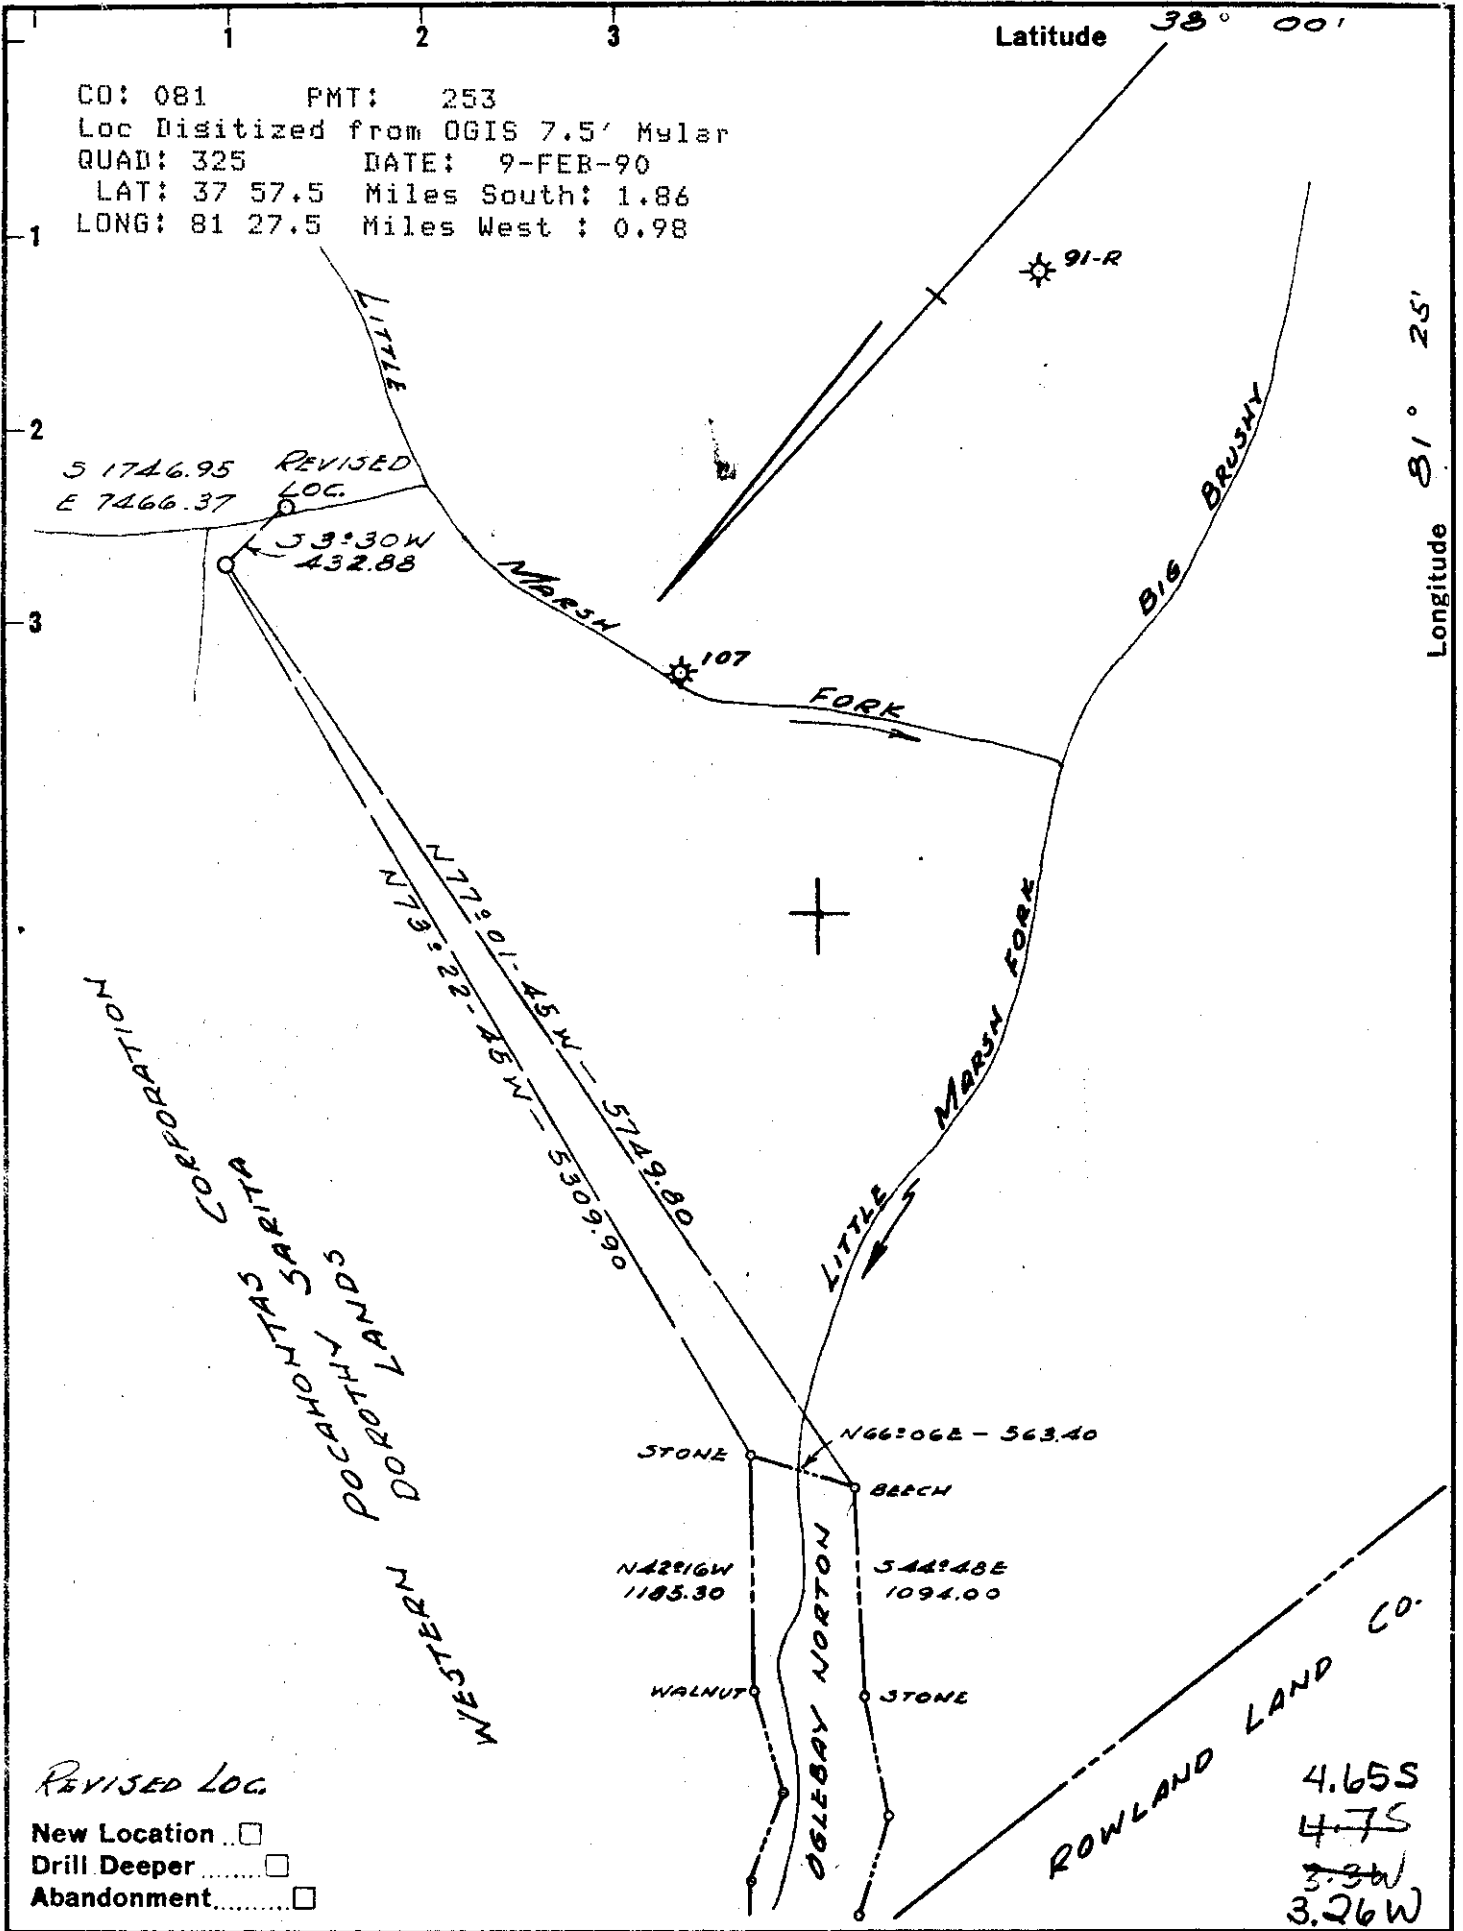 1 2 3 Latitude 38° 00'
CO: 081 PMT: 253
Loc Disitized from OGIS 7.5' Mylar
QUAD: 325 DATE: 9-FEB-90
LAT: 37 57.5 Miles South: 1.86
LONG: 81 27.5 Miles West : 0.98
1
2
3
Longitude 81° 25'
91-R
LITTLE
MARSH
FORK
107
BIG BRUSHY
S 1746.95
E 7466.37
REVISED
LOC.
S3°30W
432.88
N77°01-45W - 5749.80
N73°22-45W - 5309.90
LITTLE MARSH FORK
WESTERN POCAHONTAS CORPORATION
DOROTHY SARITA
LANDS
STONE
N66°06E - 563.40
BEECH
N42°16W
1185.30
S44°48E
1094.00
WALNUT
STONE
OGLEBAY NORTON
ROWLAND LAND CO.
REVISED LOC.
New Location ..
Drill Deeper ........
Abandonment..........
4.65S
4.7S
3.3W
3.26W